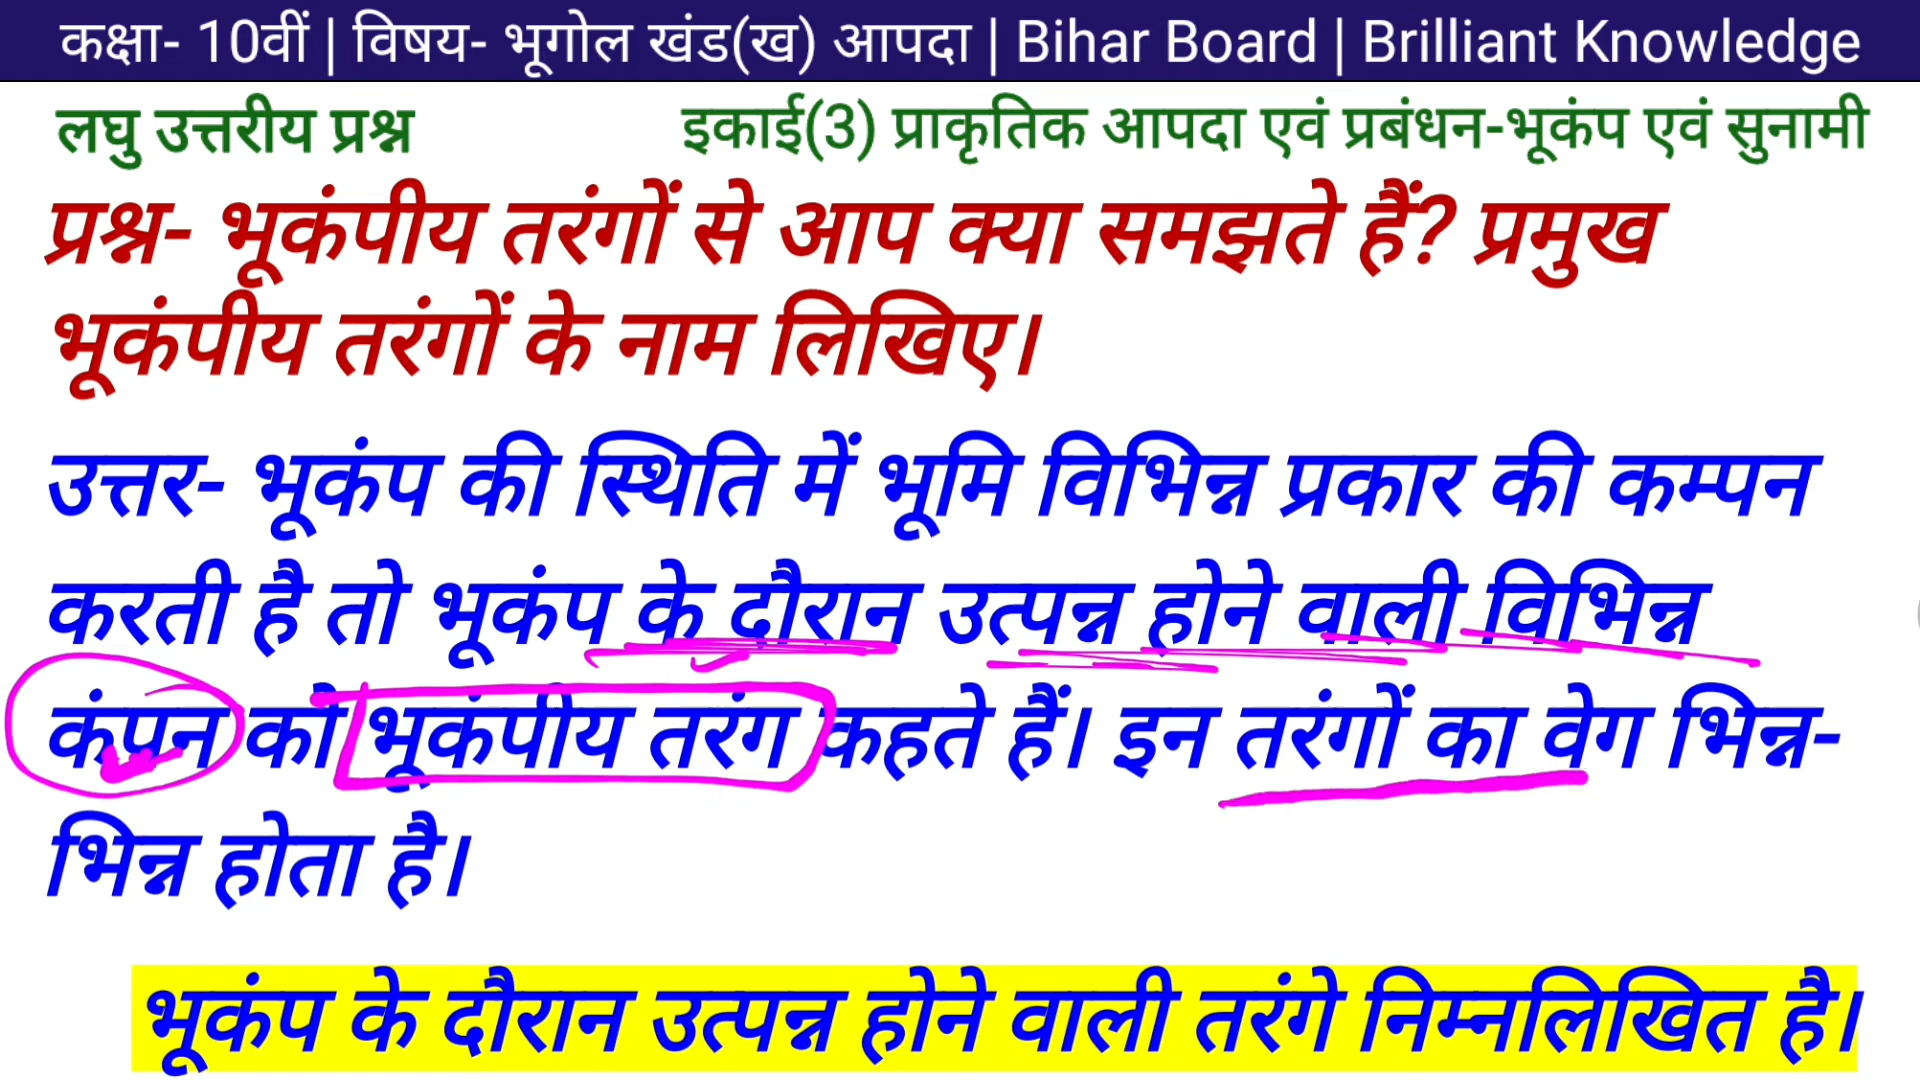 कक्षा- 10वीं | विषय- भूगोल खंड(ख) आपदा | Bihar Board | Brilliant Knowledge
लघु उत्तरीय प्रश्न इकाई(3) प्राकृतिक आपदा एवं प्रबंधन-भूकंप एवं सुनामी
प्रश्न- भूकंपीय तरंगों से आप क्या समझते हैं? प्रमुख
भूकंपीय तरंगों के नाम लिखिए।
उत्तर- भूकंप की स्थिति में भूमि विभिन्न प्रकार की कम्पन
करती है तो भूकंप के दौरान उत्पन्न होने वाली विभिन्न
कंपन को भूकंपीय तरंग कहते हैं। इन तरंगों का वेग भिन्न-
भिन्न होता है।
भूकंप के दौरान उत्पन्न होने वाली तरंगे निम्नलिखित है।